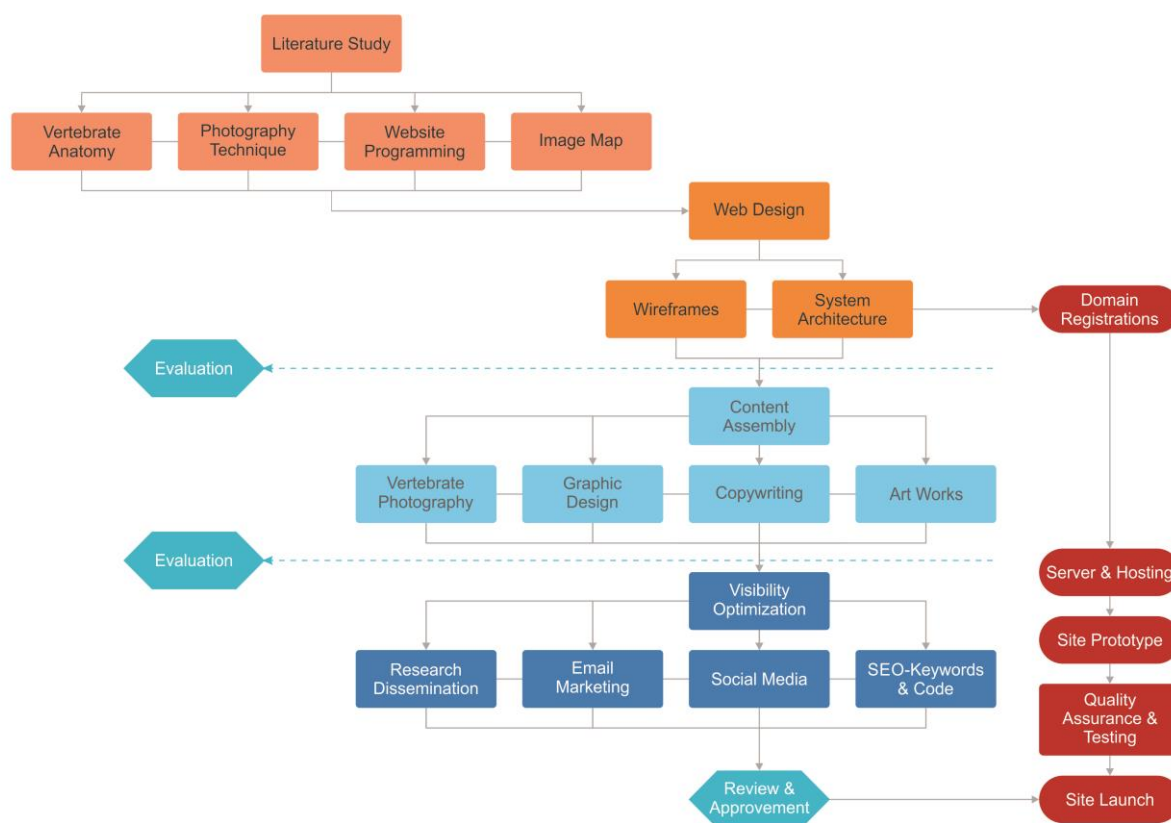 Literature Study
Vertebrate
Anatomy
Photography
Technique
Website
Programming
Image Map
Web Design
Wireframes
System
Architecture
Domain
Registrations
Evaluation
Content
Assembly
Vertebrate
Photography
Graphic
Design
Copywriting
Art Works
Evaluation
Server & Hosting
Visibility
Optimization
Site Prototype
Research
Dissemination
Email
Marketing
Social Media
SEO-Keywords
& Code
Quality
Assurance &
Testing
Review &
Approvement
Site Launch